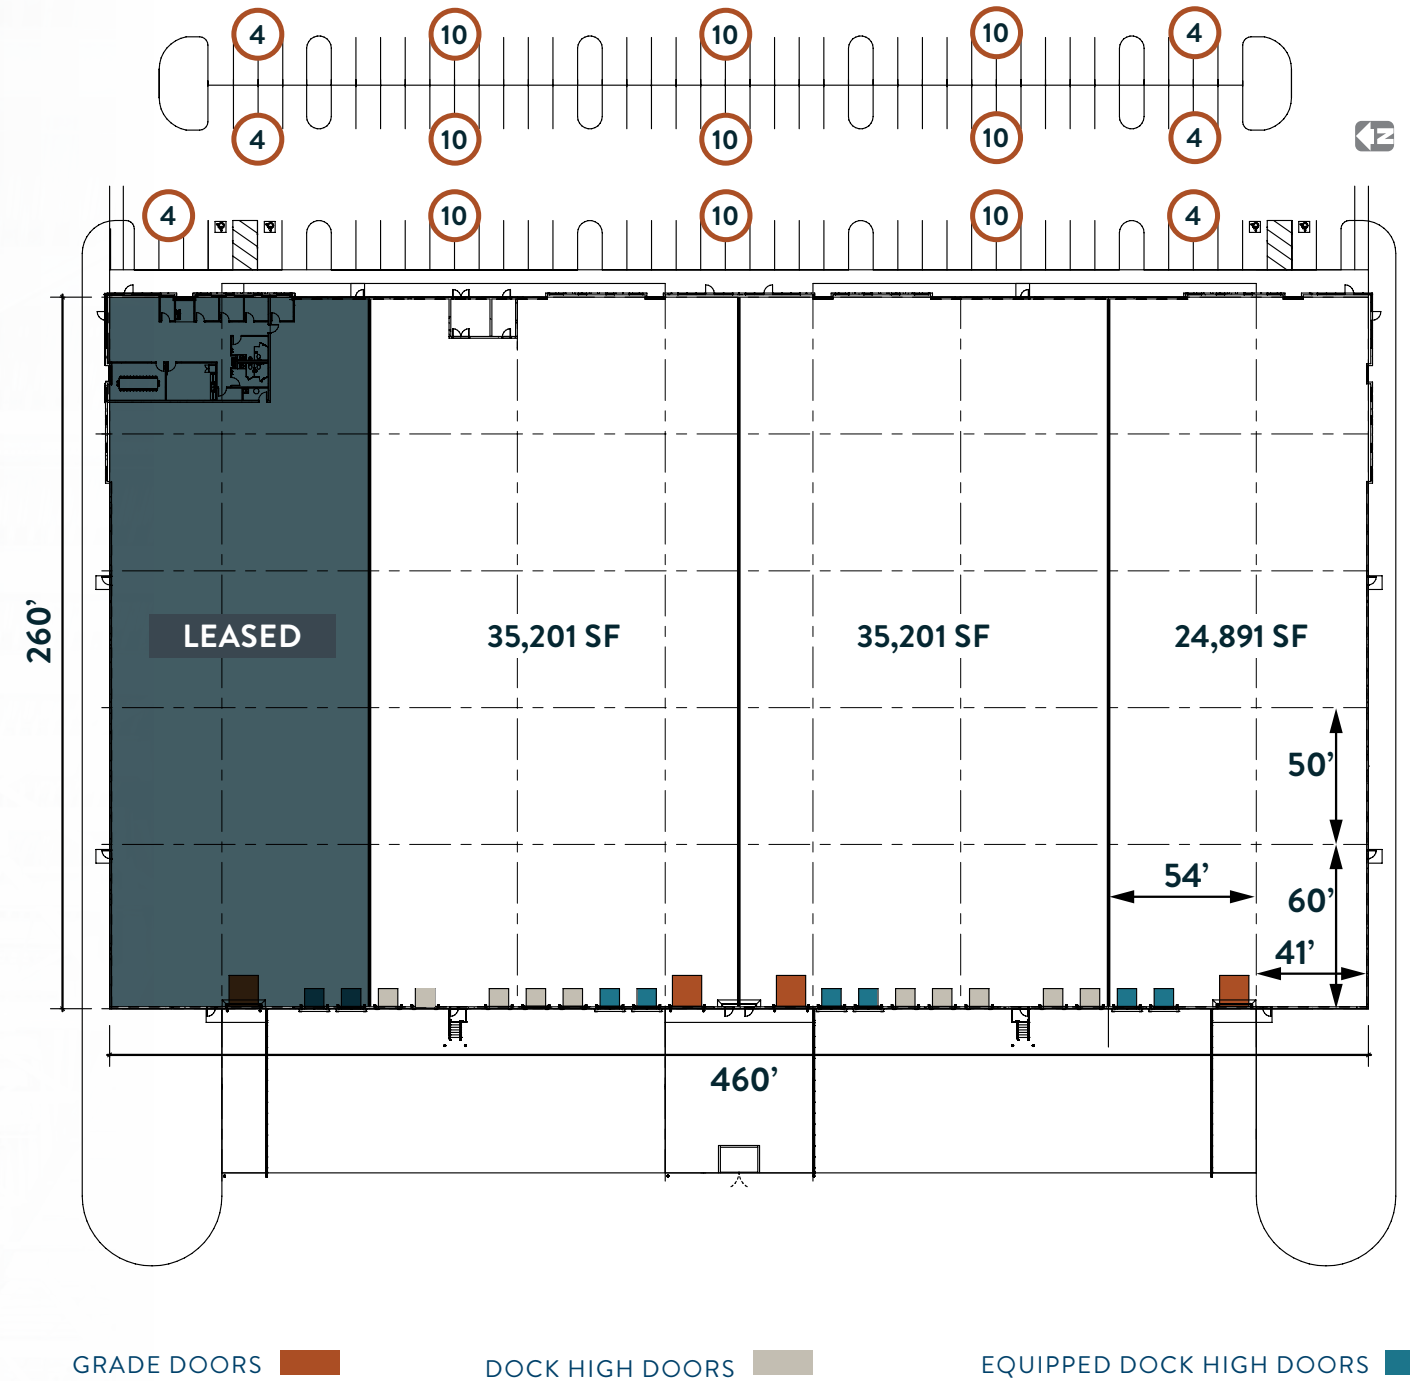 4 10 10 10 4
4 10 10 10 4
N
4 10 10 10 4
260’
LEASED
35,201 SF
35,201 SF
24,891 SF
50’
54’
60’
41’
460’
GRADE DOORS
DOCK HIGH DOORS
EQUIPPED DOCK HIGH DOORS